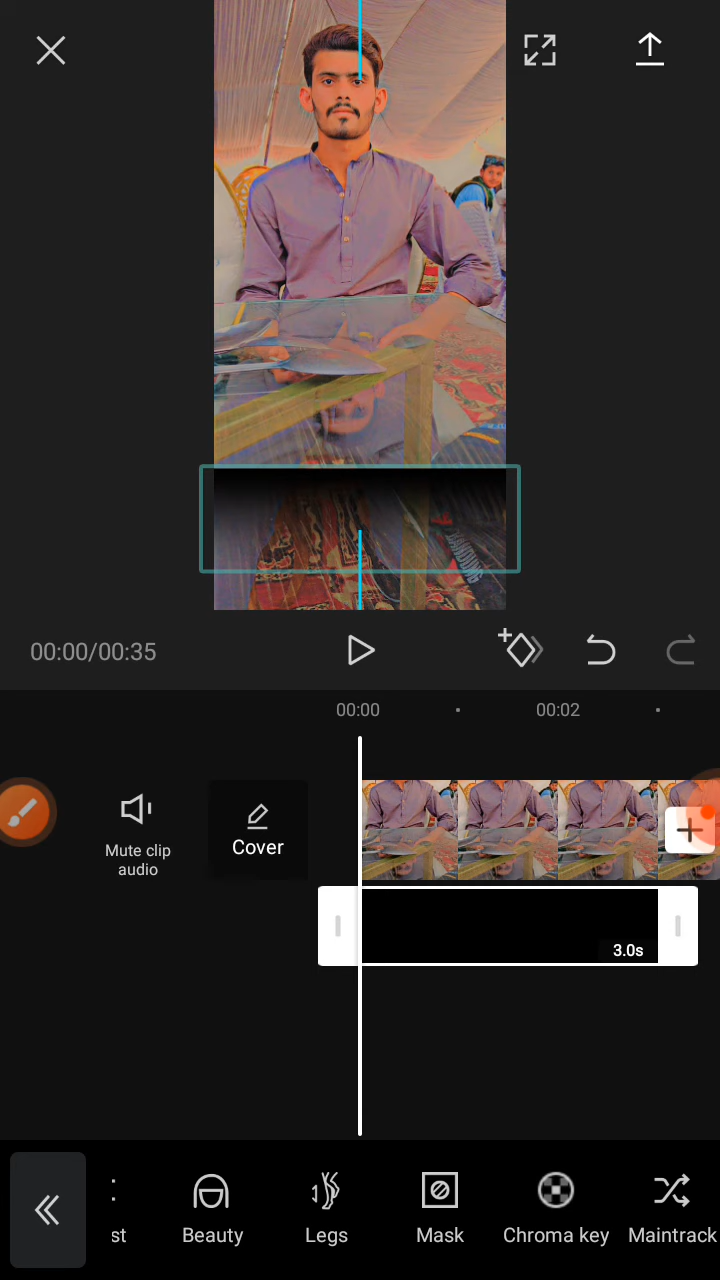 00:00/00:35
00:00
00:02
Mute clip
audio
Cover
3.0s
st
Beauty
Legs
Mask
Chroma key
Maintrack